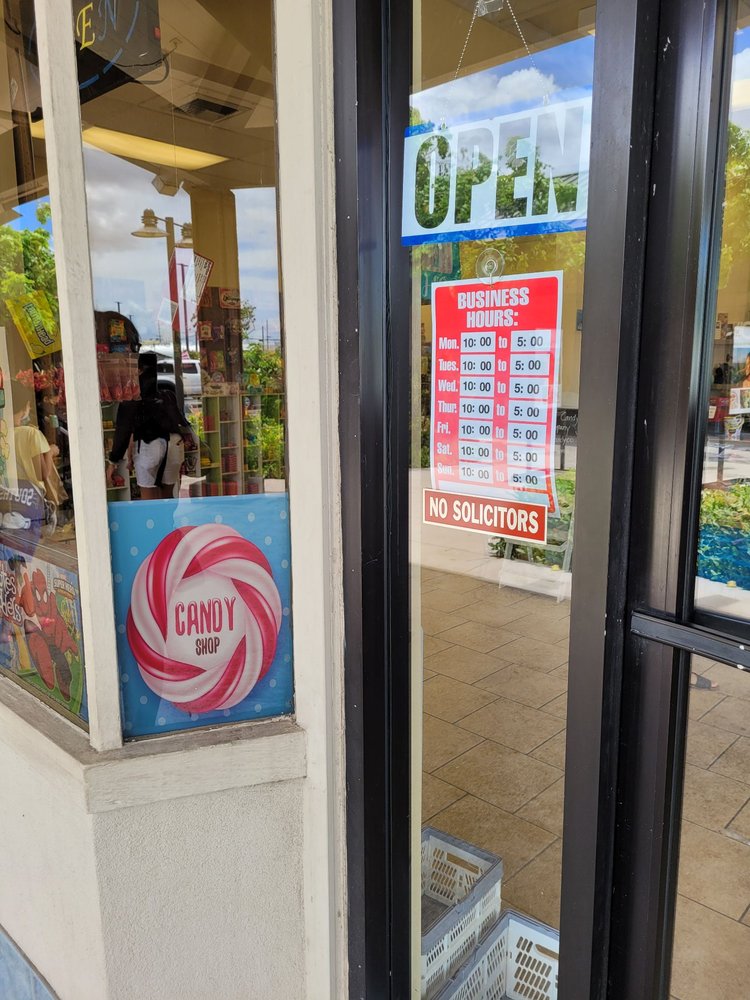 EN
OPEN
BUSINESS
HOURS:
Mon. 10:00 to 5:00
Tues. 10:00 to 5:00
Wed. 10:00 to 5:00
Thur. 10:00 to 5:00
Fri. 10:00 to 5:00
Sat. 10:00 to 5:00
Sun. 10:00 to 5:00
NO SOLICITORS
CANDY
SHOP